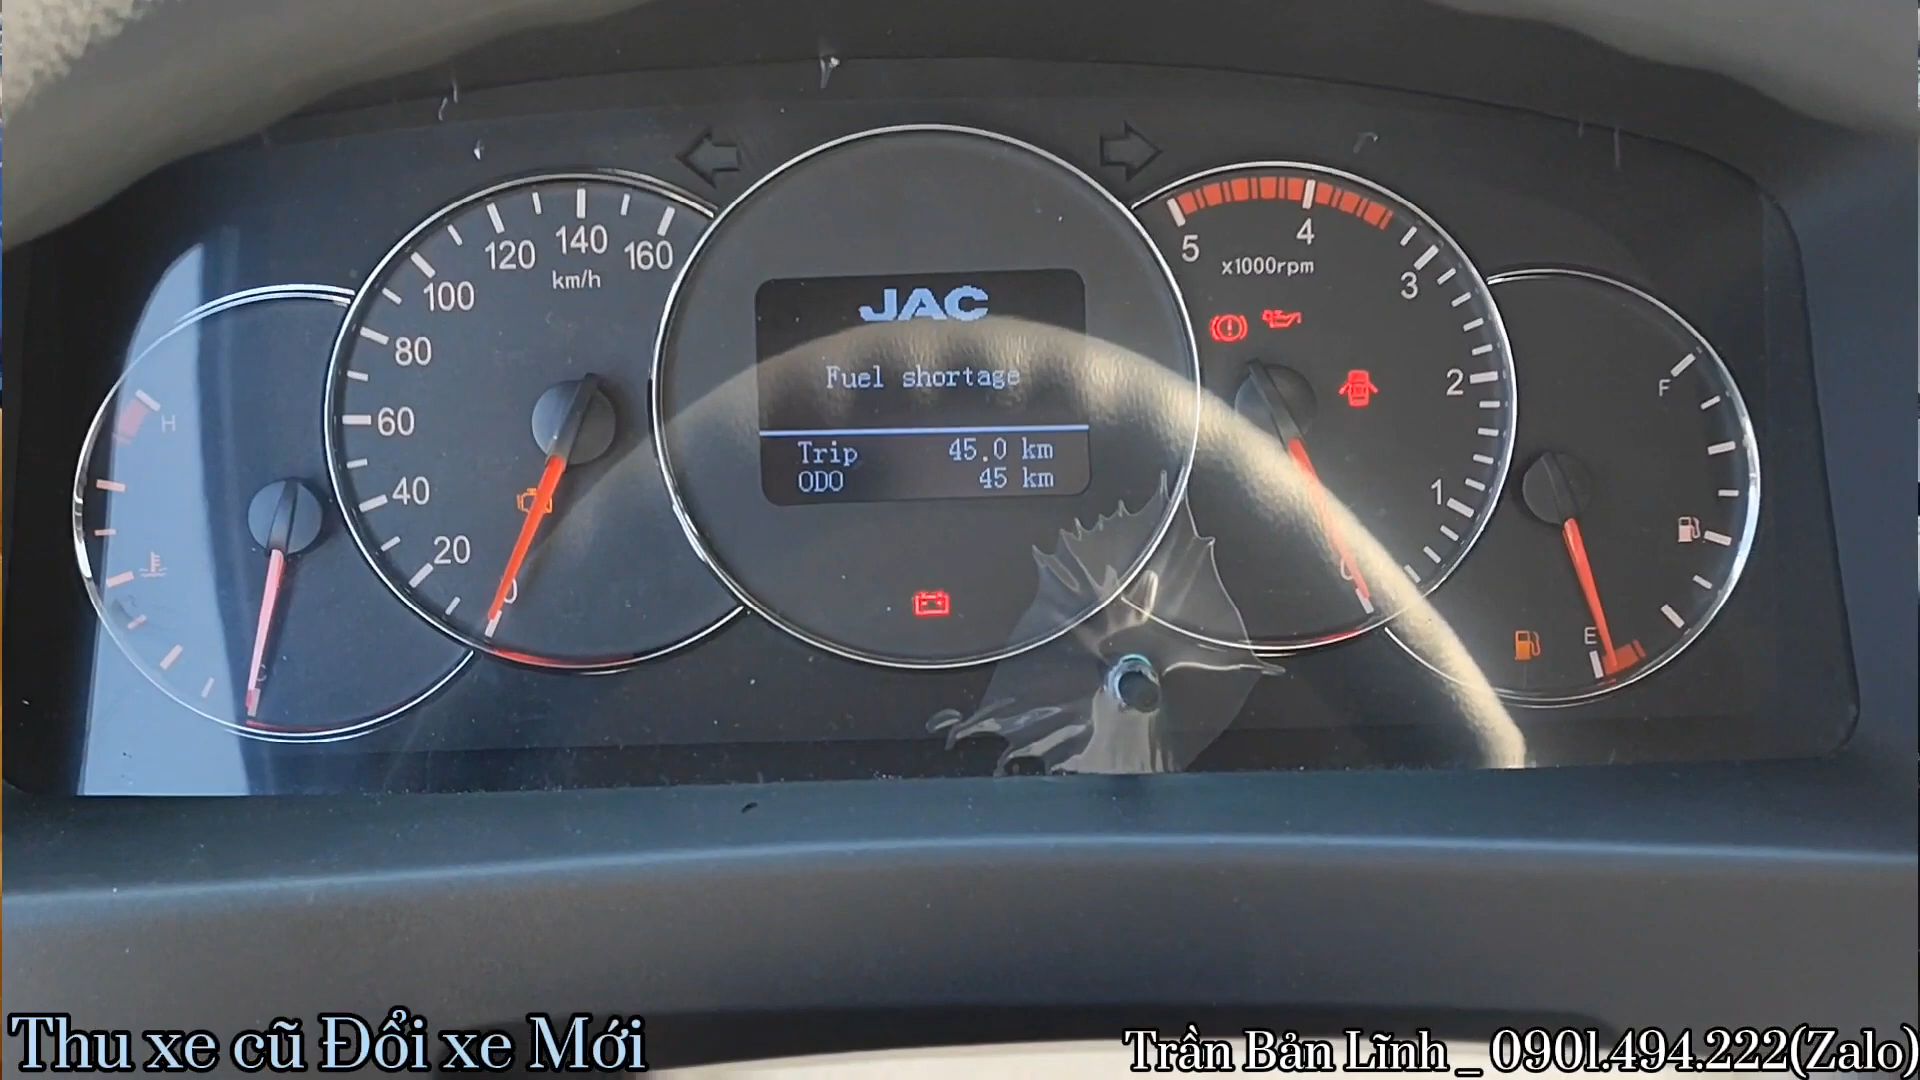 H
C
20
40
60
80
100
120
140
160
km/h
0
JAC
Fuel shortage
Trip 45.0 km
ODO 45 km
5
4
3
2
1
x1000rpm
F
E
Thu xe cũ Đổi xe Mới
Trần Bản Lĩnh _ 0901.494.222(Zalo)